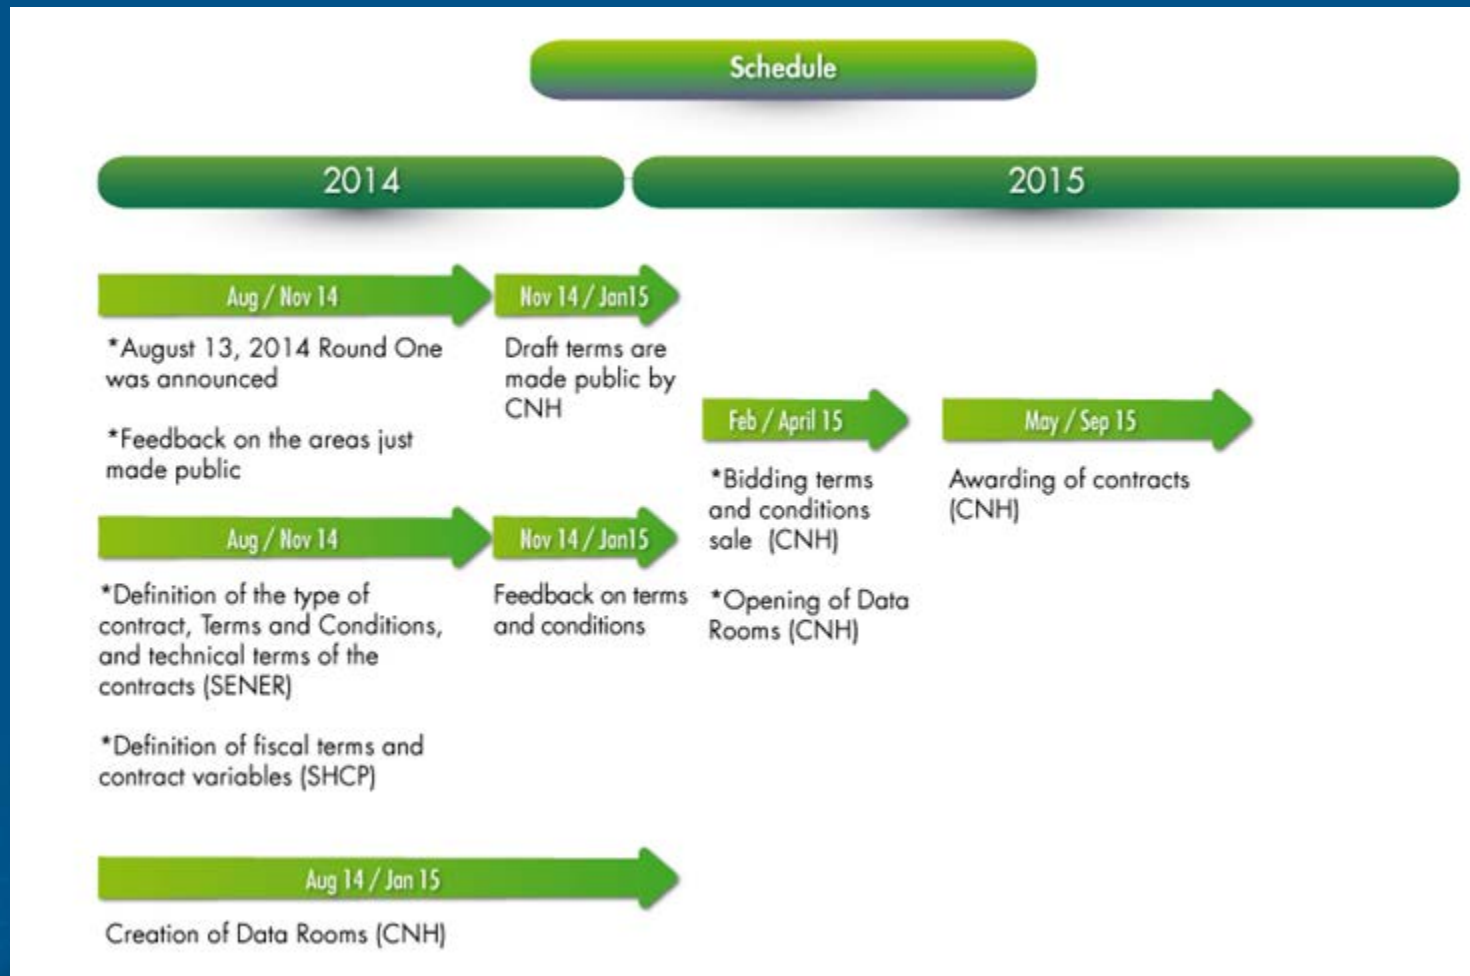 Schedule
2014
2015
Aug / Nov 14
*August 13, 2014 Round One
was announced
*Feedback on the areas just
made public
Nov 14 / Jan15
Draft terms are
made public by
CNH
Aug / Nov 14
*Definition of the type of
contract, Terms and Conditions,
and technical terms of the
contracts (SENER)
*Definition of fiscal terms and
contract variables (SHCP)
Nov 14 / Jan15
Feedback on terms
and conditions
Feb / April 15
*Bidding terms
and conditions
sale (CNH)
*Opening of Data
Rooms (CNH)
May / Sep 15
Awarding of contracts
(CNH)
Aug 14 / Jan 15
Creation of Data Rooms (CNH)